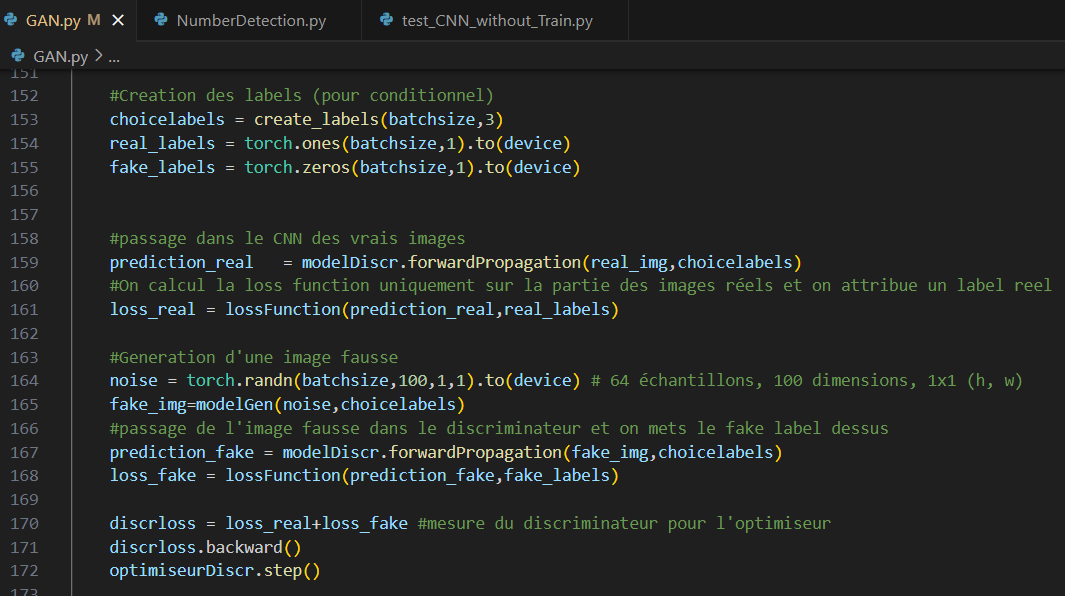 GAN.py M × NumberDetection.py test_CNN_without_Train.py
GAN.py > ...
151
152 #Creation des labels (pour conditionnel)
153 choicelabels = create_labels(batchsize,3)
154 real_labels = torch.ones(batchsize,1).to(device)
155 fake_labels = torch.zeros(batchsize,1).to(device)
156
157
158 #passage dans le CNN des vrais images
159 prediction_real   = modelDiscr.forwardPropagation(real_img,choicelabels)
160 #On calcul la loss function uniquement sur la partie des images réels et on attribue un label reel
161 loss_real = lossFunction(prediction_real,real_labels)
162
163 #Generation d'une image fausse
164 noise = torch.randn(batchsize,100,1,1).to(device) # 64 échantillons, 100 dimensions, 1x1 (h, w)
165 fake_img=modelGen(noise,choicelabels)
166 #passage de l'image fausse dans le discriminateur et on mets le fake label dessus
167 prediction_fake = modelDiscr.forwardPropagation(fake_img,choicelabels)
168 loss_fake = lossFunction(prediction_fake,fake_labels)
169
170 discrloss = loss_real+loss_fake #mesure du discriminateur pour l'optimiseur
171 discrloss.backward()
172 optimiseurDiscr.step()
173